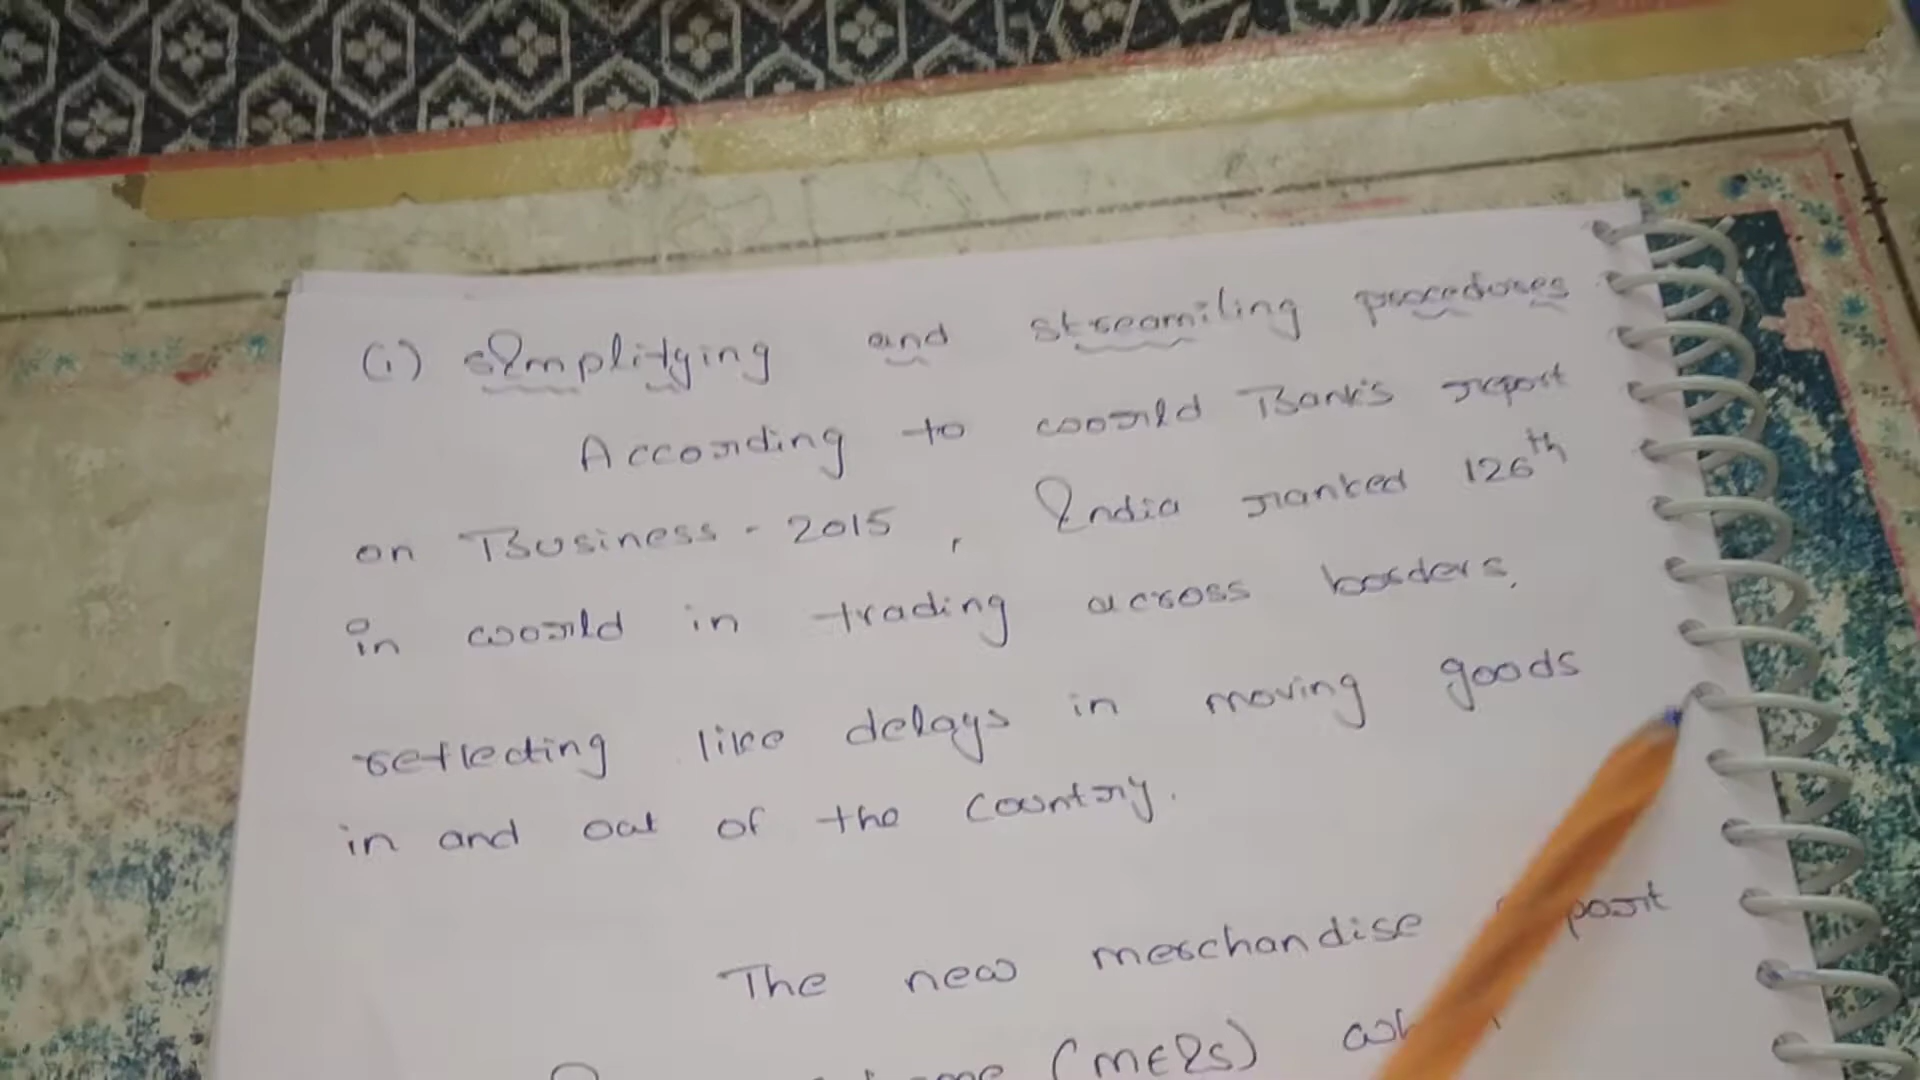 (i) simplifying and streamiling procedures
According to world Bank's report
on Business - 2015, India ranked 126th
in world in trading across borders,
reflecting like delays in moving goods
in and out of the country.
The new merchandise
(MEIS)